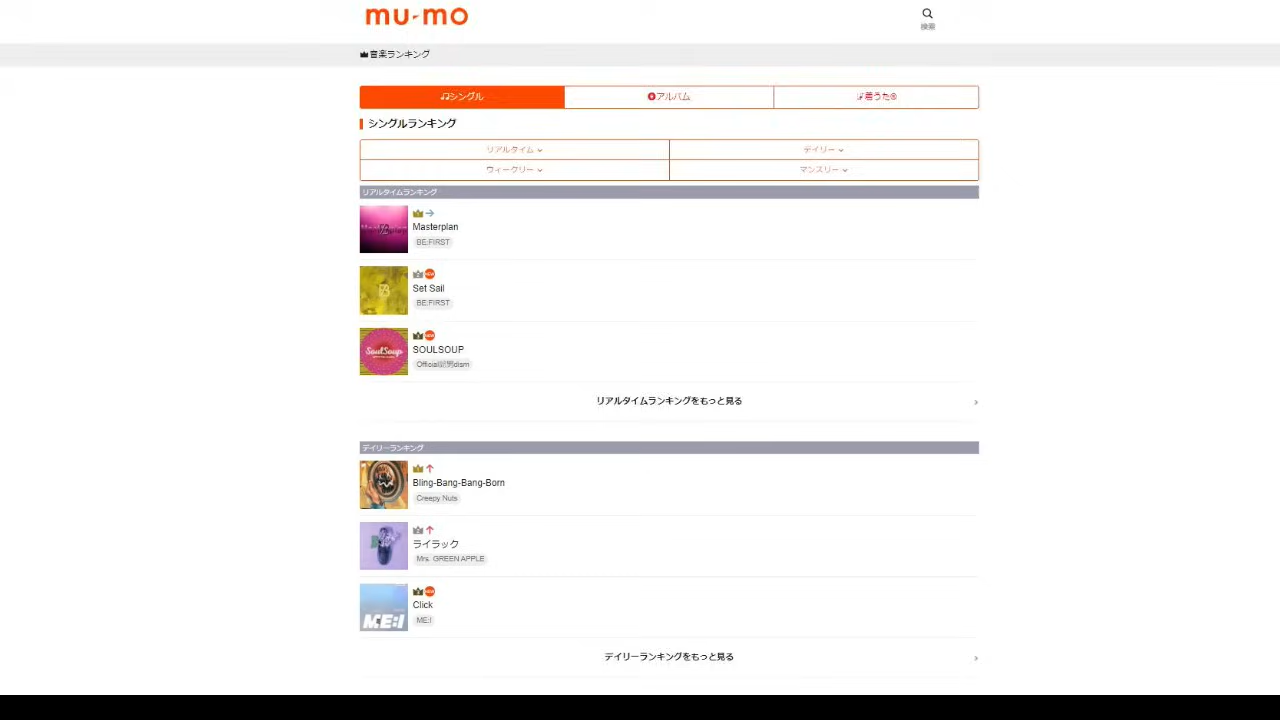 mu-mo
検索
音楽ランキング
シングル
アルバム
着うた®
シングルランキング
リアルタイム
デイリー
ウィークリー
マンスリー
リアルタイムランキング
Masterplan
BE:FIRST
NEW
Set Sail
BE:FIRST
NEW
SOULSOUP
SoulSoup
Official髭男dism
リアルタイムランキングをもっと見る
デイリーランキング
Bling-Bang-Bang-Born
Creepy Nuts
ライラック
Mrs. GREEN APPLE
NEW
Click
ME:I
ME:I
デイリーランキングをもっと見る